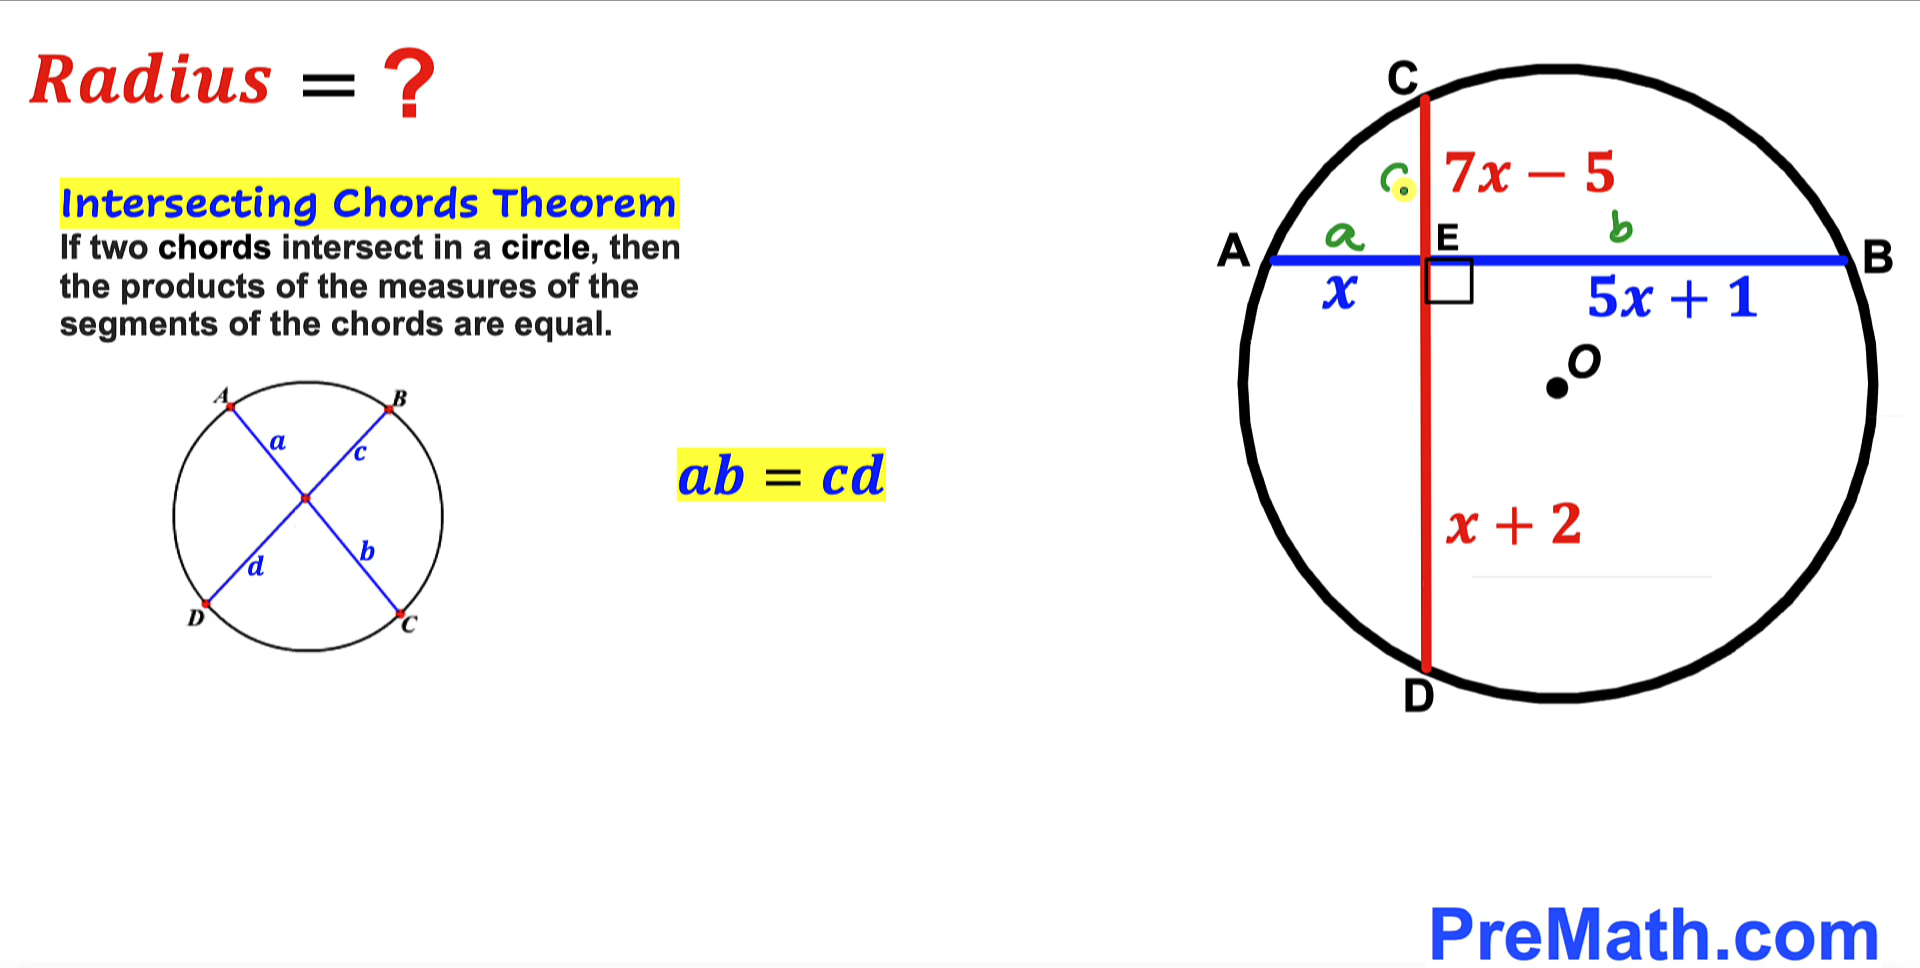 Radius = ?
Intersecting Chords Theorem
If two chords intersect in a circle, then
the products of the measures of the
segments of the chords are equal.
A
B
a
c
d
b
D
C
ab = cd
C
c
7x − 5
a
E
b
A
B
x
5x + 1
O
x + 2
D
PreMath.com